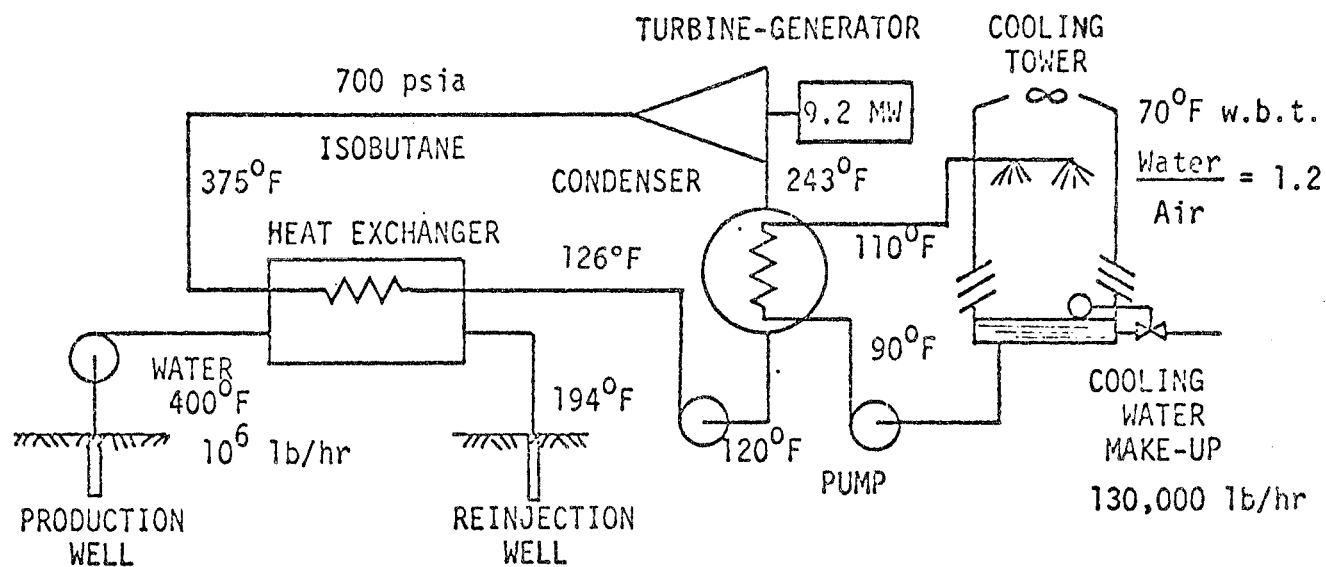 TURBINE-GENERATOR
COOLING
TOWER
700 psia
9.2 MW
70°F w.b.t.
ISOBUTANE
375°F
CONDENSER
243°F
Water
Air
= 1.2
HEAT EXCHANGER
126°F
110°F
WATER
400°F
10⁶ lb/hr
194°F
120°F
90°F
PUMP
COOLING
WATER
MAKE-UP
130,000 lb/hr
PRODUCTION
WELL
REINJECTION
WELL